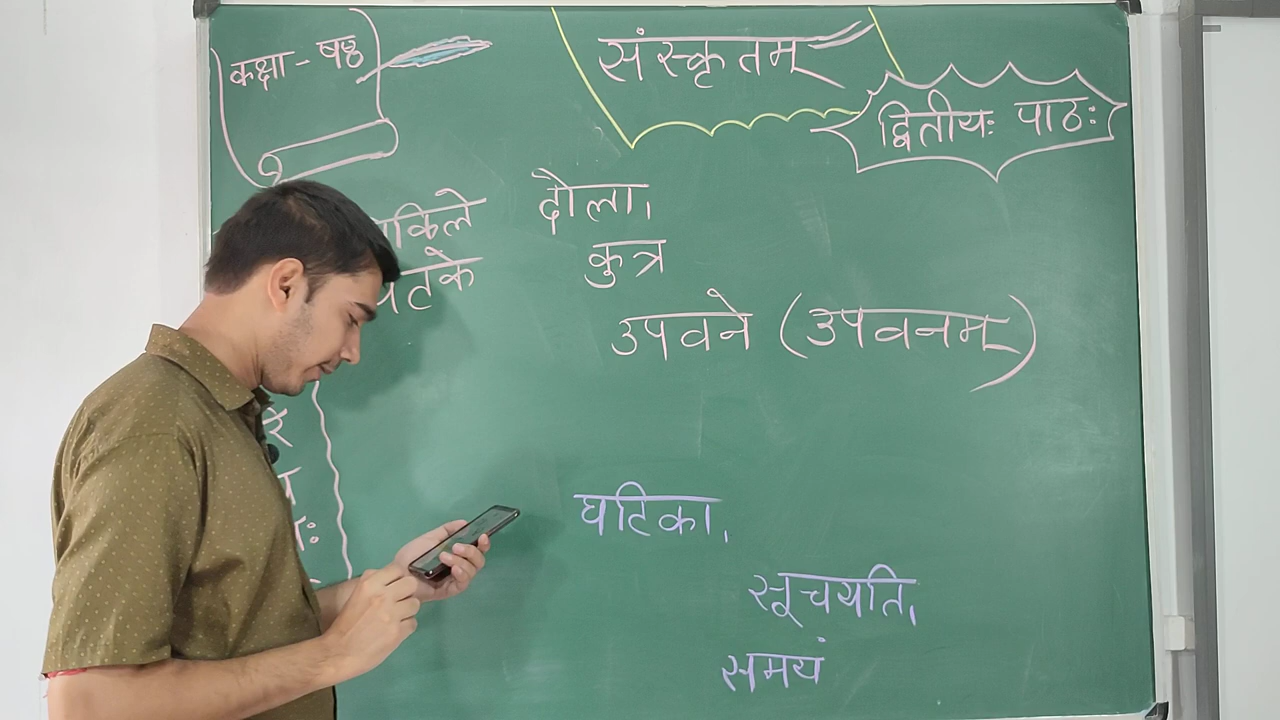 कक्षा - षष्ठ
संस्कृतम्
द्वितीयः पाठः
दोला।
कुत्र
उपवने (उपवनम्)
घटिका।
सूचयति।
समयं